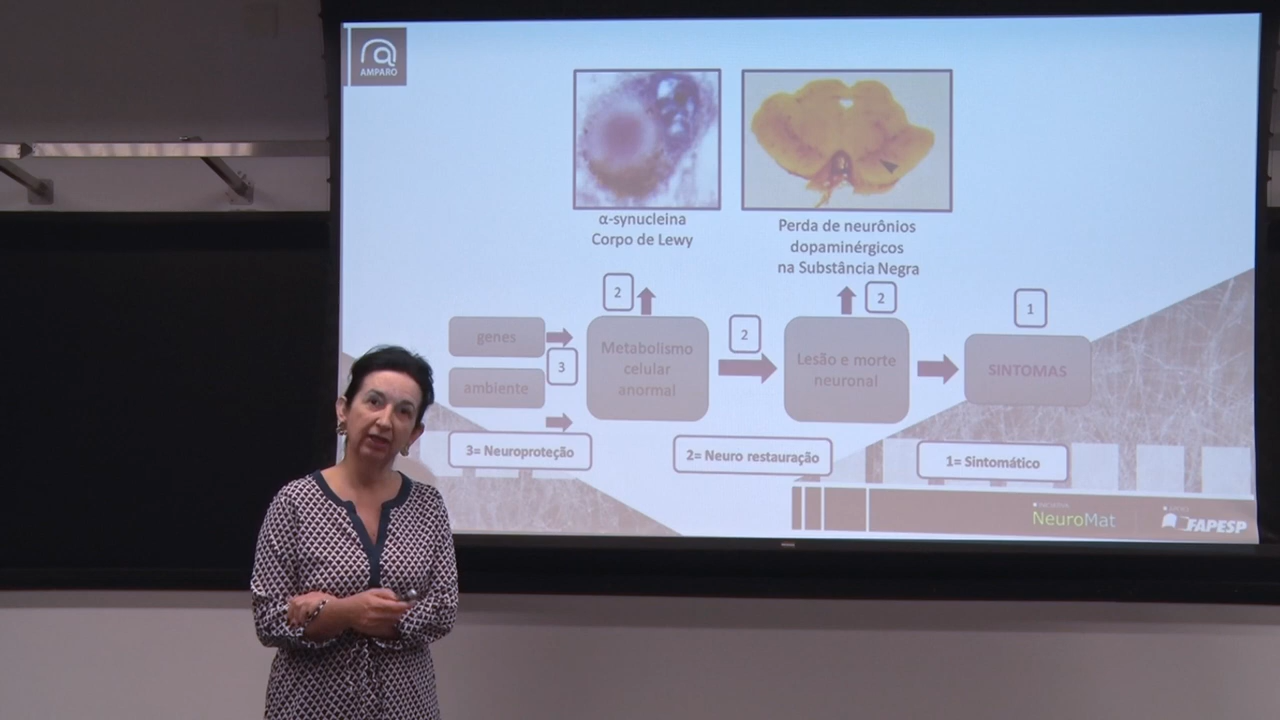 AMPARO
α-synucleina
Corpo de Lewy
Perda de neurônios
dopaminérgicos
na Substância Negra
2
2
1
genes
ambiente
3
Metabolismo
celular
anormal
2
Lesão e morte
neuronal
SINTOMAS
3= Neuroproteção
2= Neuro restauração
1= Sintomático
NeuroMat
FAPESP